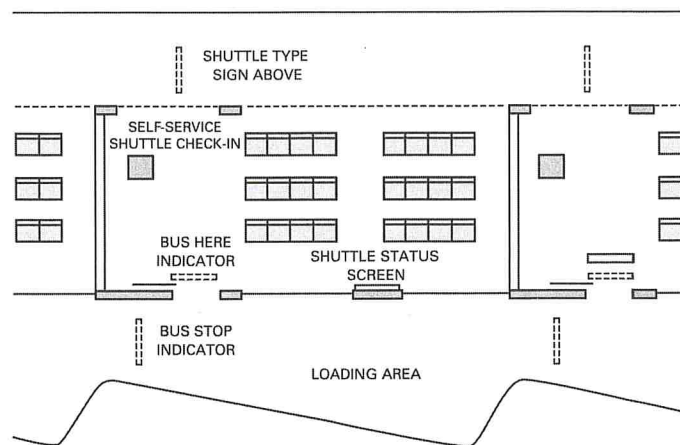 SHUTTLE TYPE
SIGN ABOVE
SELF-SERVICE
SHUTTLE CHECK-IN
BUS HERE
INDICATOR
SHUTTLE STATUS
SCREEN
BUS STOP
INDICATOR
LOADING AREA